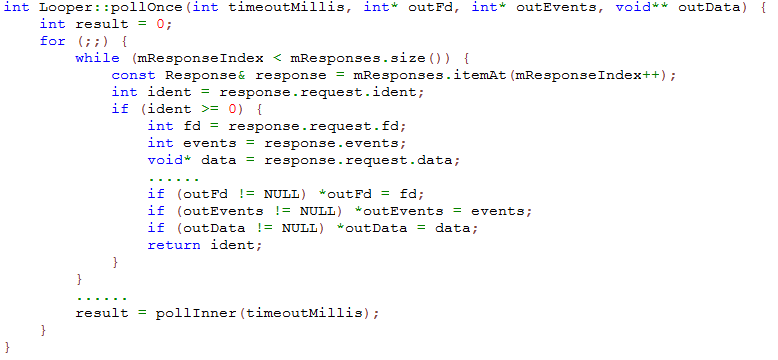 int Looper::pollOnce(int timeoutMillis, int* outFd, int* outEvents, void** outData) {
    int result = 0;
    for (;;) {
        while (mResponseIndex < mResponses.size()) {
            const Response& response = mResponses.itemAt(mResponseIndex++);
            int ident = response.request.ident;
            if (ident >= 0) {
                int fd = response.request.fd;
                int events = response.events;
                void* data = response.request.data;
                ......
                if (outFd != NULL) *outFd = fd;
                if (outEvents != NULL) *outEvents = events;
                if (outData != NULL) *outData = data;
                return ident;
            }
        }
        ......
        result = pollInner(timeoutMillis);
    }
}